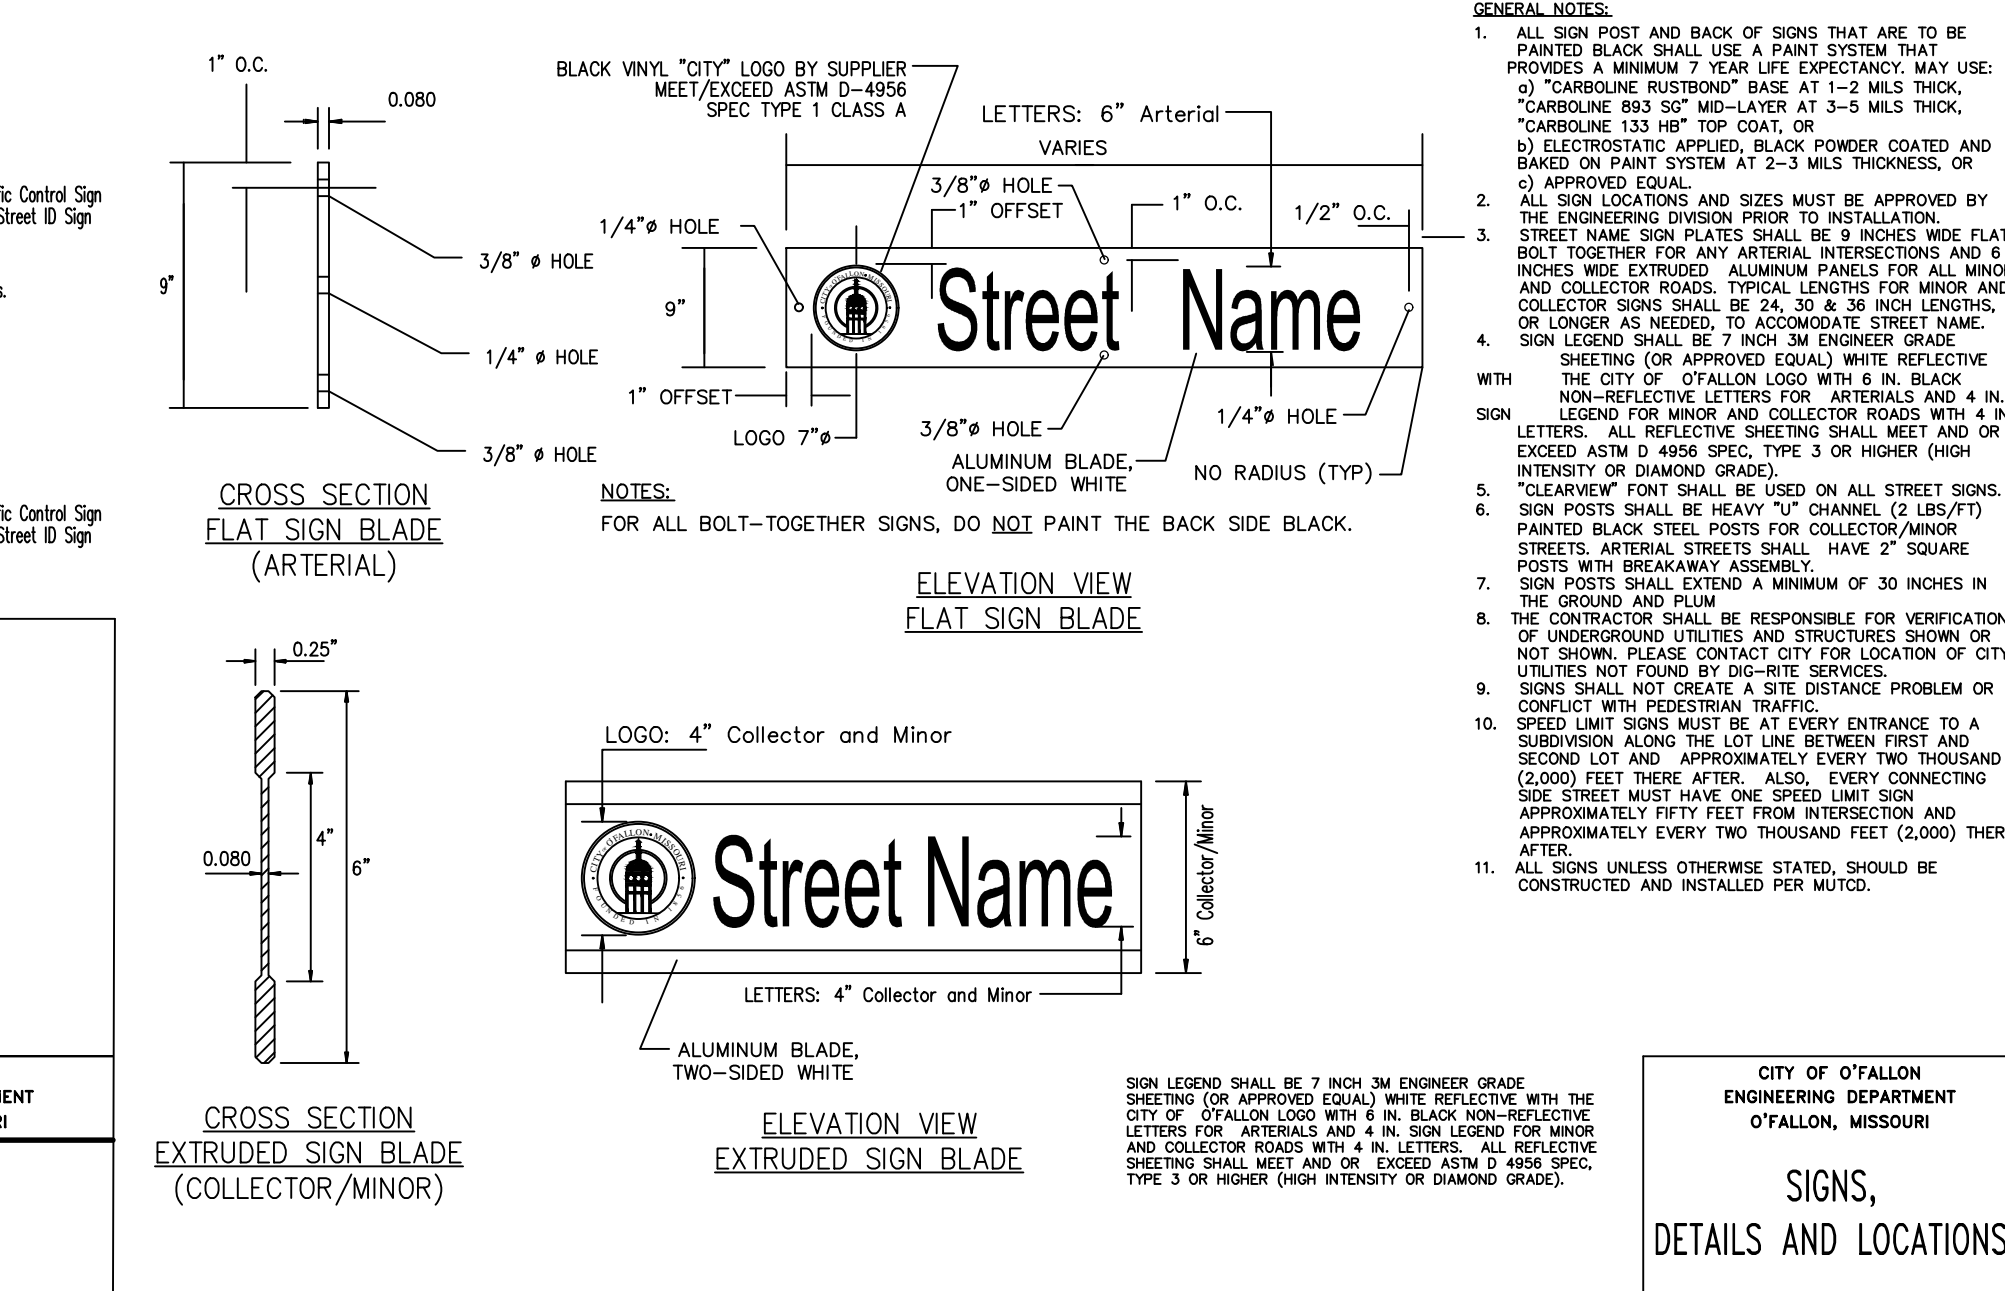 fic Control Sign
Street ID Sign
s.
fic Control Sign
Street ID Sign
MENT
RI
1" O.C.
0.080
9"
3/8" ø HOLE
1/4" ø HOLE
3/8" ø HOLE
CROSS SECTION
FLAT SIGN BLADE
(ARTERIAL)
BLACK VINYL "CITY" LOGO BY SUPPLIER
MEET/EXCEED ASTM D-4956
SPEC TYPE 1 CLASS A
LETTERS: 6" Arterial
VARIES
3/8"ø HOLE
1" OFFSET
1" O.C.
1/2" O.C.
1/4"ø HOLE
9"
CITY OF O'FALLON MISSOURI
FOUNDED IN 1856
Street Name
1" OFFSET
LOGO 7"ø
3/8"ø HOLE
1/4"ø HOLE
ALUMINUM BLADE,
ONE-SIDED WHITE
NO RADIUS (TYP)
NOTES:
FOR ALL BOLT-TOGETHER SIGNS, DO NOT PAINT THE BACK SIDE BLACK.
ELEVATION VIEW
FLAT SIGN BLADE
0.25"
0.080
4"
6"
CROSS SECTION
EXTRUDED SIGN BLADE
(COLLECTOR/MINOR)
LOGO: 4" Collector and Minor
CITY OF O'FALLON MISSOURI
FOUNDED IN 1856
Street Name
6" Collector/Minor
LETTERS: 4" Collector and Minor
ALUMINUM BLADE,
TWO-SIDED WHITE
ELEVATION VIEW
EXTRUDED SIGN BLADE
SIGN LEGEND SHALL BE 7 INCH 3M ENGINEER GRADE
SHEETING (OR APPROVED EQUAL) WHITE REFLECTIVE WITH THE
CITY OF O'FALLON LOGO WITH 6 IN. BLACK NON-REFLECTIVE
LETTERS FOR ARTERIALS AND 4 IN. SIGN LEGEND FOR MINOR
AND COLLECTOR ROADS WITH 4 IN. LETTERS. ALL REFLECTIVE
SHEETING SHALL MEET AND OR EXCEED ASTM D 4956 SPEC,
TYPE 3 OR HIGHER (HIGH INTENSITY OR DIAMOND GRADE).
GENERAL NOTES:
1. ALL SIGN POST AND BACK OF SIGNS THAT ARE TO BE
PAINTED BLACK SHALL USE A PAINT SYSTEM THAT
PROVIDES A MINIMUM 7 YEAR LIFE EXPECTANCY. MAY USE:
a) "CARBOLINE RUSTBOND" BASE AT 1-2 MILS THICK,
"CARBOLINE 893 SG" MID-LAYER AT 3-5 MILS THICK,
"CARBOLINE 133 HB" TOP COAT, OR
b) ELECTROSTATIC APPLIED, BLACK POWDER COATED AND
BAKED ON PAINT SYSTEM AT 2-3 MILS THICKNESS, OR
c) APPROVED EQUAL.
2. ALL SIGN LOCATIONS AND SIZES MUST BE APPROVED BY
THE ENGINEERING DIVISION PRIOR TO INSTALLATION.
3. STREET NAME SIGN PLATES SHALL BE 9 INCHES WIDE FLAT
BOLT TOGETHER FOR ANY ARTERIAL INTERSECTIONS AND 6
INCHES WIDE EXTRUDED ALUMINUM PANELS FOR ALL MINOR
AND COLLECTOR ROADS. TYPICAL LENGTHS FOR MINOR AND
COLLECTOR SIGNS SHALL BE 24, 30 & 36 INCH LENGTHS,
OR LONGER AS NEEDED, TO ACCOMODATE STREET NAME.
4. SIGN LEGEND SHALL BE 7 INCH 3M ENGINEER GRADE
SHEETING (OR APPROVED EQUAL) WHITE REFLECTIVE
WITH THE CITY OF O'FALLON LOGO WITH 6 IN. BLACK
NON-REFLECTIVE LETTERS FOR ARTERIALS AND 4 IN.
SIGN LEGEND FOR MINOR AND COLLECTOR ROADS WITH 4 IN
LETTERS. ALL REFLECTIVE SHEETING SHALL MEET AND OR
EXCEED ASTM D 4956 SPEC, TYPE 3 OR HIGHER (HIGH
INTENSITY OR DIAMOND GRADE).
5. "CLEARVIEW" FONT SHALL BE USED ON ALL STREET SIGNS.
6. SIGN POSTS SHALL BE HEAVY "U" CHANNEL (2 LBS/FT)
PAINTED BLACK STEEL POSTS FOR COLLECTOR/MINOR
STREETS. ARTERIAL STREETS SHALL HAVE 2" SQUARE
POSTS WITH BREAKAWAY ASSEMBLY.
7. SIGN POSTS SHALL EXTEND A MINIMUM OF 30 INCHES IN
THE GROUND AND PLUM
8. THE CONTRACTOR SHALL BE RESPONSIBLE FOR VERIFICATION
OF UNDERGROUND UTILITIES AND STRUCTURES SHOWN OR
NOT SHOWN. PLEASE CONTACT CITY FOR LOCATION OF CITY
UTILITIES NOT FOUND BY DIG-RITE SERVICES.
9. SIGNS SHALL NOT CREATE A SITE DISTANCE PROBLEM OR
CONFLICT WITH PEDESTRIAN TRAFFIC.
10. SPEED LIMIT SIGNS MUST BE AT EVERY ENTRANCE TO A
SUBDIVISION ALONG THE LOT LINE BETWEEN FIRST AND
SECOND LOT AND APPROXIMATELY EVERY TWO THOUSAND
(2,000) FEET THERE AFTER. ALSO, EVERY CONNECTING
SIDE STREET MUST HAVE ONE SPEED LIMIT SIGN
APPROXIMATELY FIFTY FEET FROM INTERSECTION AND
APPROXIMATELY EVERY TWO THOUSAND FEET (2,000) THER
AFTER.
11. ALL SIGNS UNLESS OTHERWISE STATED, SHOULD BE
CONSTRUCTED AND INSTALLED PER MUTCD.
CITY OF O'FALLON
ENGINEERING DEPARTMENT
O'FALLON, MISSOURI
SIGNS,
DETAILS AND LOCATIONS